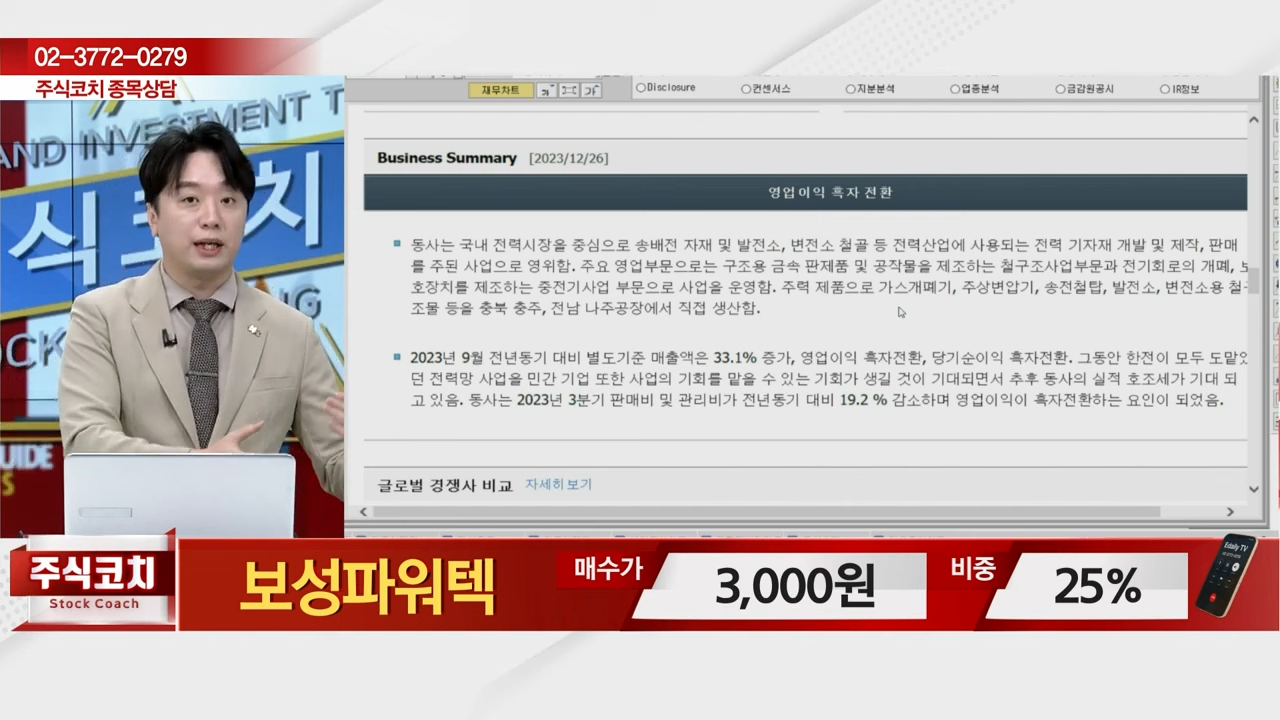 02-3772-0279
주식코치 종목상담
AND INVESTMENT T
식코치
NG
OCK
UIDE
S
재무차트
가
가
Disclosure
컨센서스
지분분석
업종분석
금감원공시
IR정보
Business Summary [2023/12/26]
영업이익 흑자 전환
동사는 국내 전력시장을 중심으로 송배전 자재 및 발전소, 변전소 철골 등 전력산업에 사용되는 전력 기자재 개발 및 제작, 판매
를 주된 사업으로 영위함. 주요 영업부문으로는 구조용 금속 판제품 및 공작물을 제조하는 철구조사업부문과 전기회로의 개폐, 보
호장치를 제조하는 중전기사업 부문으로 사업을 운영함. 주력 제품으로 가스개폐기, 주상변압기, 송전철탑, 발전소, 변전소용 철구
조물 등을 충북 충주, 전남 나주공장에서 직접 생산함.
2023년 9월 전년동기 대비 별도기준 매출액은 33.1% 증가, 영업이익 흑자전환, 당기순이익 흑자전환. 그동안 한전이 모두 도맡았
던 전력망 사업을 민간 기업 또한 사업의 기회를 맡을 수 있는 기회가 생길 것이 기대되면서 추후 동사의 실적 호조세가 기대 되
고 있음. 동사는 2023년 3분기 판매비 및 관리비가 전년동기 대비 19.2 % 감소하며 영업이익이 흑자전환하는 요인이 되었음.
글로벌 경쟁사 비교 자세히보기
주식코치
Stock Coach
보성파워텍
매수가
3,000원
비중
25%
Edaily TV